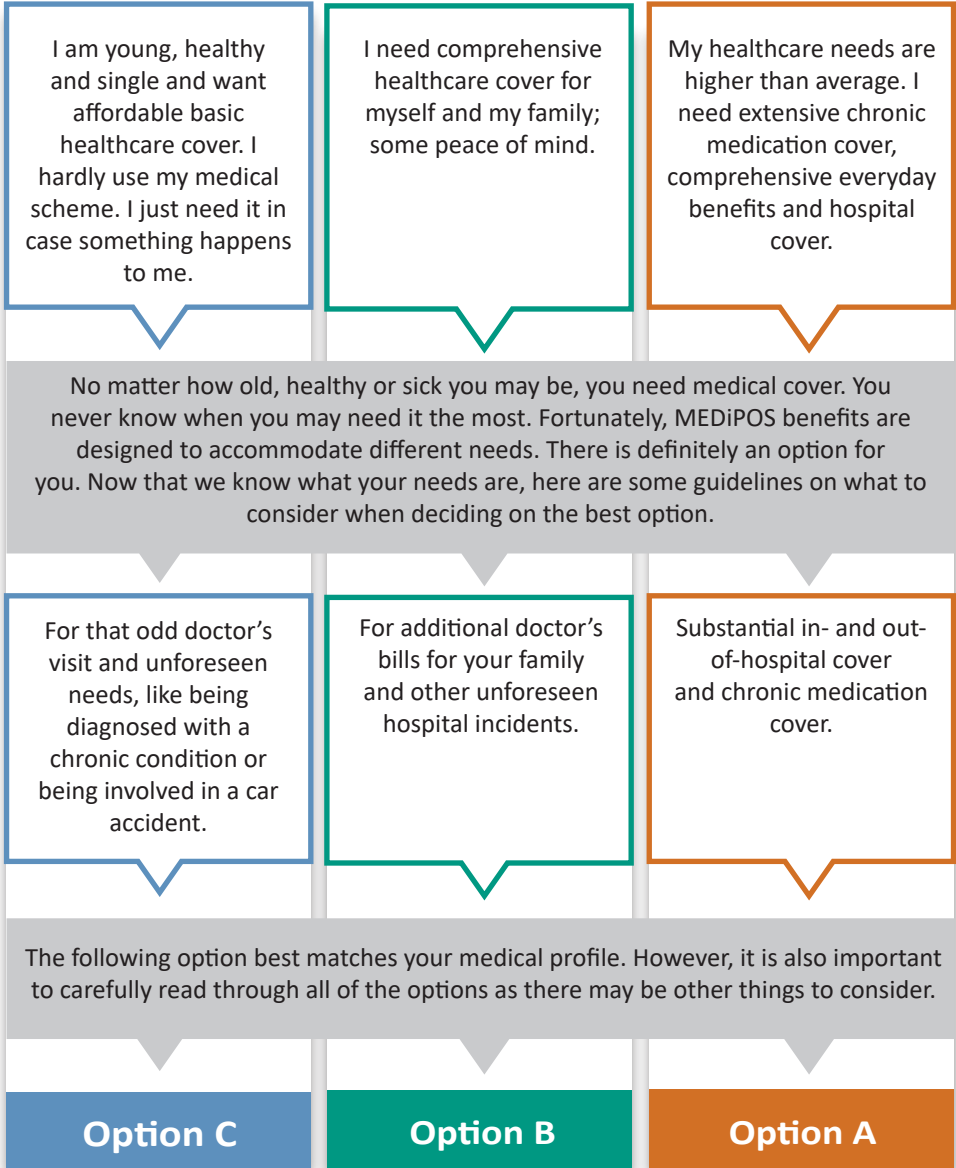 I am young, healthy
and single and want
affordable basic
healthcare cover. I
hardly use my medical
scheme. I just need it in
case something happens
to me.
I need comprehensive
healthcare cover for
myself and my family;
some peace of mind.
My healthcare needs are
higher than average. I
need extensive chronic
medication cover,
comprehensive everyday
benefits and hospital
cover.
No matter how old, healthy or sick you may be, you need medical cover. You
never know when you may need it the most. Fortunately, MEDiPOS benefits are
designed to accommodate different needs. There is definitely an option for
you. Now that we know what your needs are, here are some guidelines on what to
consider when deciding on the best option.
For that odd doctor's
visit and unforeseen
needs, like being
diagnosed with a
chronic condition or
being involved in a car
accident.
For additional doctor's
bills for your family
and other unforeseen
hospital incidents.
Substantial in- and out-
of-hospital cover
and chronic medication
cover.
The following option best matches your medical profile. However, it is also important
to carefully read through all of the options as there may be other things to consider.
Option C
Option B
Option A